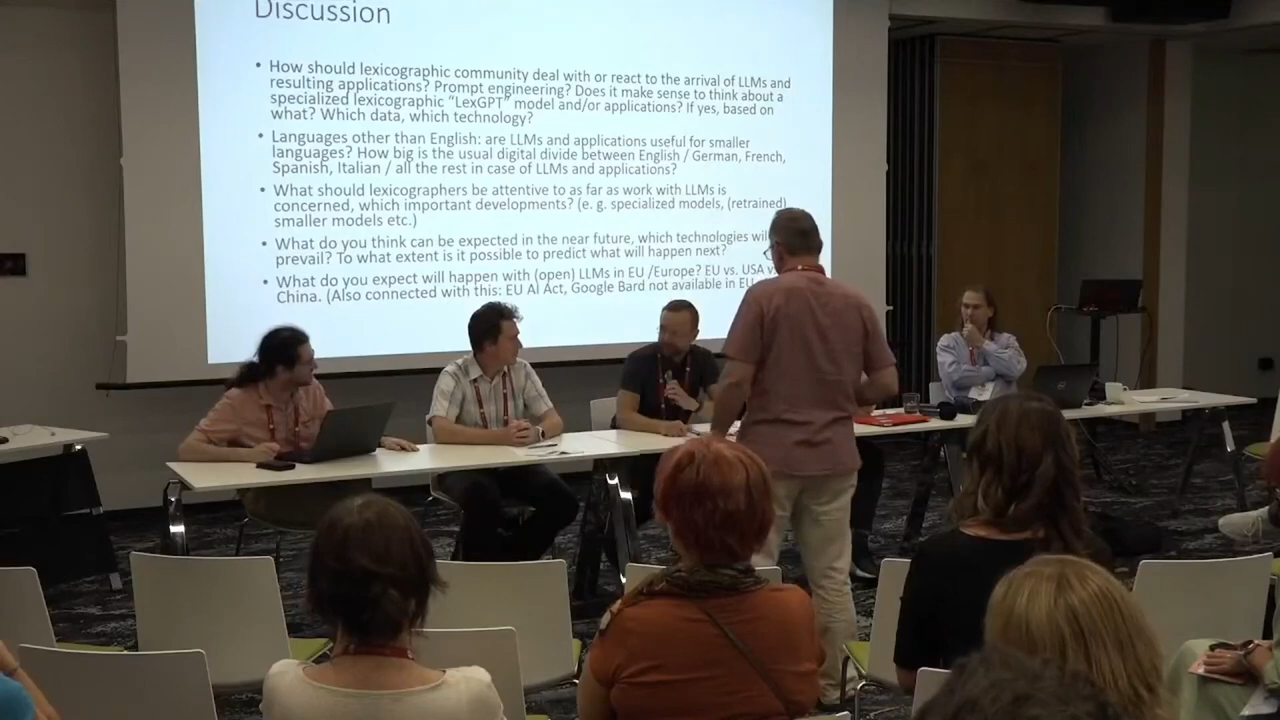 Discussion
• How should lexicographic community deal with or react to the arrival of LLMs and
resulting applications? Prompt engineering? Does it make sense to think about a
specialized lexicographic "LexGPT" model and/or applications? If yes, based on
what? Which data, which technology?
• Languages other than English: are LLMs and applications useful for smaller
languages? How big is the usual digital divide between English / German, French,
Spanish, Italian / all the rest in case of LLMs and applications?
• What should lexicographers be attentive to as far as work with LLMs is
concerned, which important developments? (e. g. specialized models, (retrained)
smaller models etc.)
• What do you think can be expected in the near future, which technologies will
prevail? To what extent is it possible to predict what will happen next?
• What do you expect will happen with (open) LLMs in EU /Europe? EU vs. USA
China. (Also connected with this: EU AI Act, Google Bard not available in EU